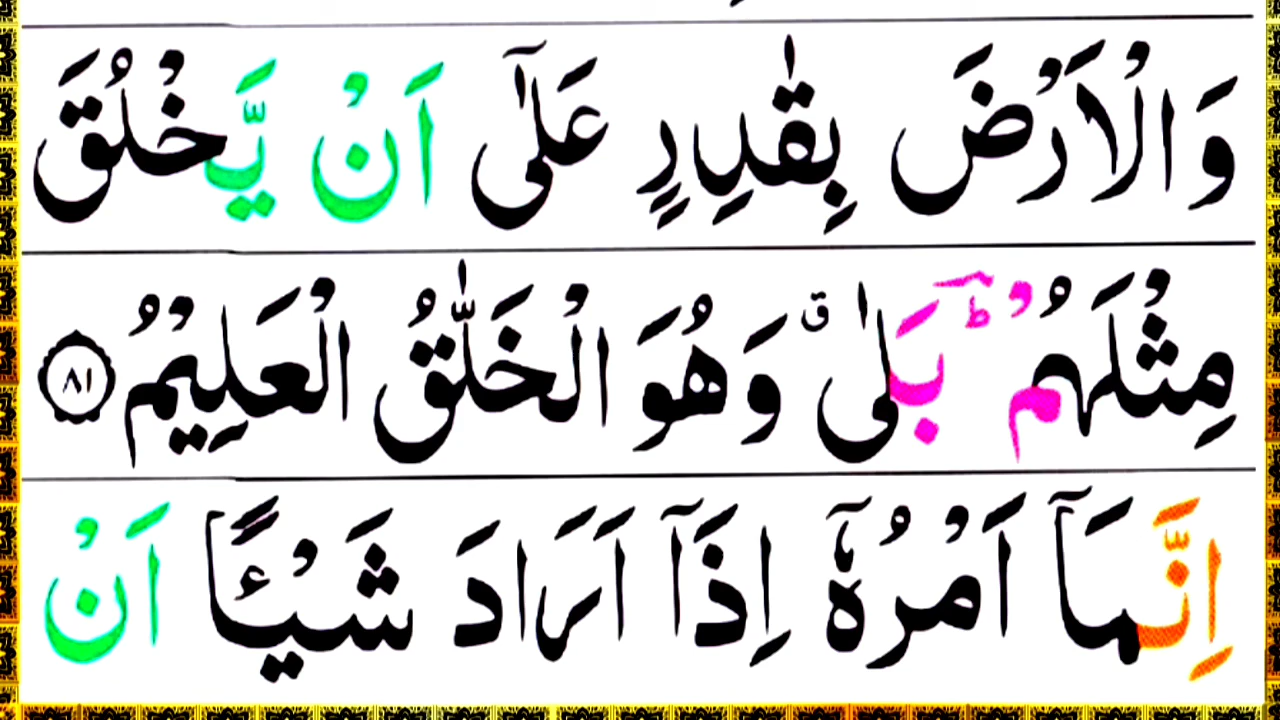 وَالْاَرْضَ بِقٰدِرٍ عَلٰۤى اَنْ یَّخْلُقَ
مِثْلَهُمْ ؕؔ بَلٰى ۗ وَهُوَ الْخَلّٰقُ الْعَلِیْمُ ۸۱
اِنَّمَاۤ اَمْرُهٗۤ اِذَاۤ اَرَادَ شَیْـًٔا اَنْ